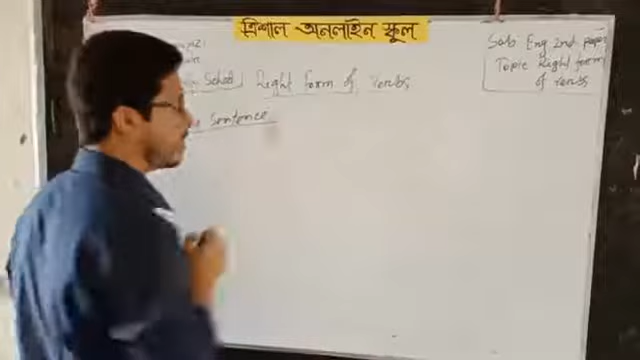 ত্রিশাল অনলাইন স্কুল
Sub: Eng 2nd paper
Topic Right form
of verbs
School Right form of Verbs
Sentence